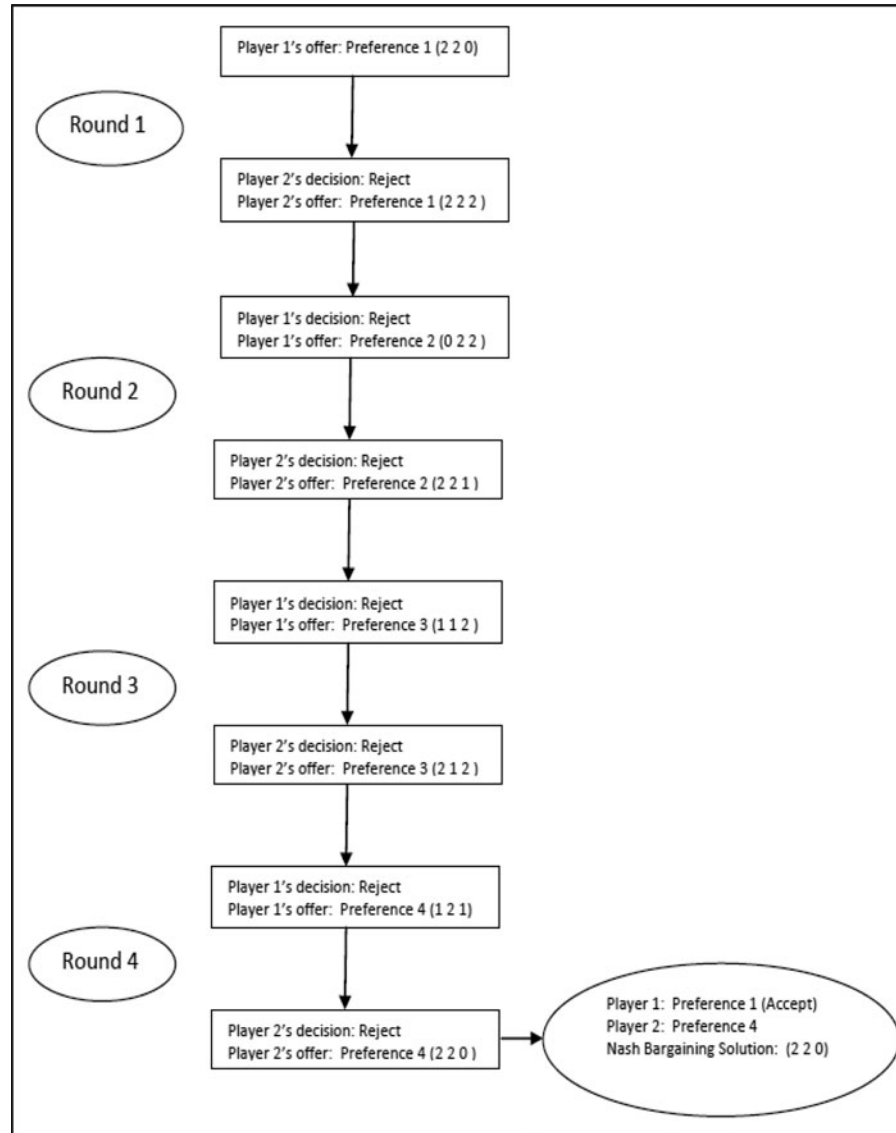 Player 1's offer: Preference 1 (2 2 0)
Round 1
Player 2's decision: Reject
Player 2's offer:  Preference 1 (2 2 2 )
Player 1's decision: Reject
Player 1's offer:  Preference 2 (0 2 2 )
Round 2
Player 2's decision: Reject
Player 2's offer:  Preference 2 (2 2 1 )
Player 1's decision: Reject
Player 1's offer:  Preference 3 (1 1 2 )
Round 3
Player 2's decision: Reject
Player 2's offer:  Preference 3 (2 1 2 )
Player 1's decision: Reject
Player 1's offer:  Preference 4 (1 2 1)
Round 4
Player 2's decision: Reject
Player 2's offer:  Preference 4 (2 2 0 )
Player 1:  Preference 1 (Accept)
Player 2:  Preference 4
Nash Bargaining Solution:  (2 2 0)